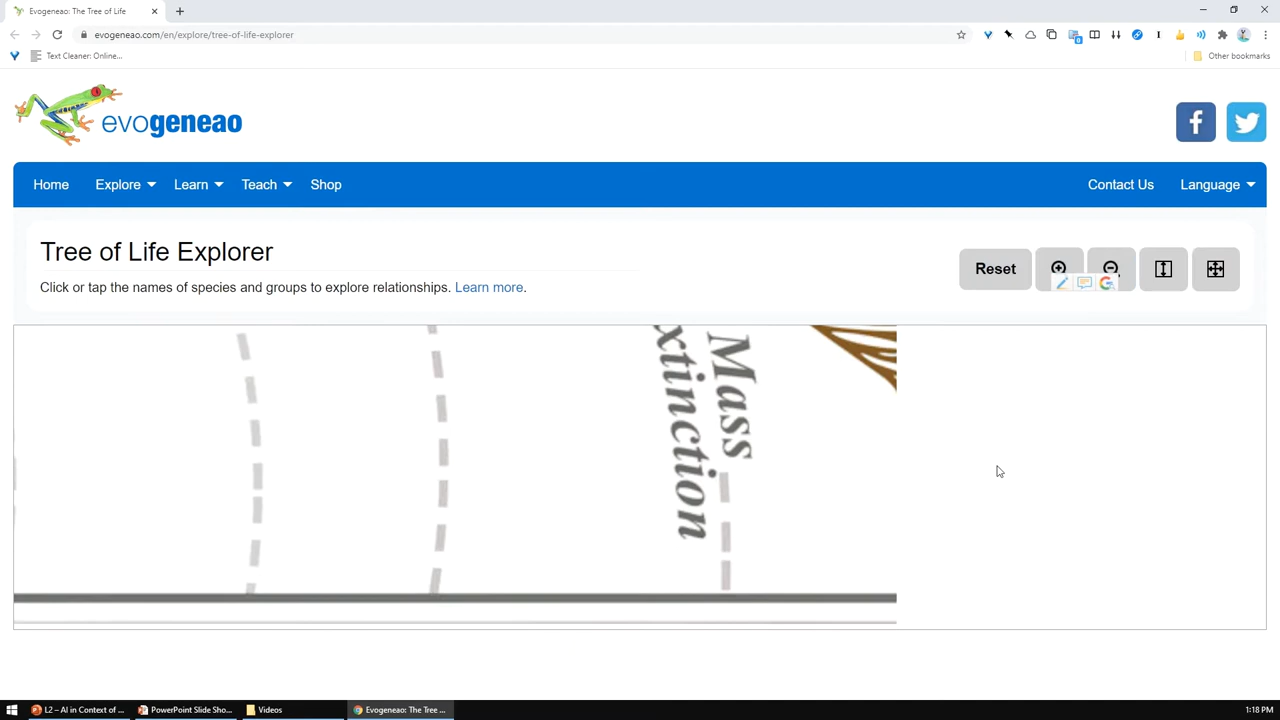 Evogeneao: The Tree of Life
evogeneao.com/en/explore/tree-of-life-explorer
Text Cleaner: Online...
Other bookmarks
evogeneao
Home
Explore
Learn
Teach
Shop
Contact Us
Language
Tree of Life Explorer
Click or tap the names of species and groups to explore relationships. Learn more.
Reset
Mass
xtinction
L2 – AI in Context of ...
PowerPoint Slide Sho...
Videos
Evogeneao: The Tree ...
1:18 PM